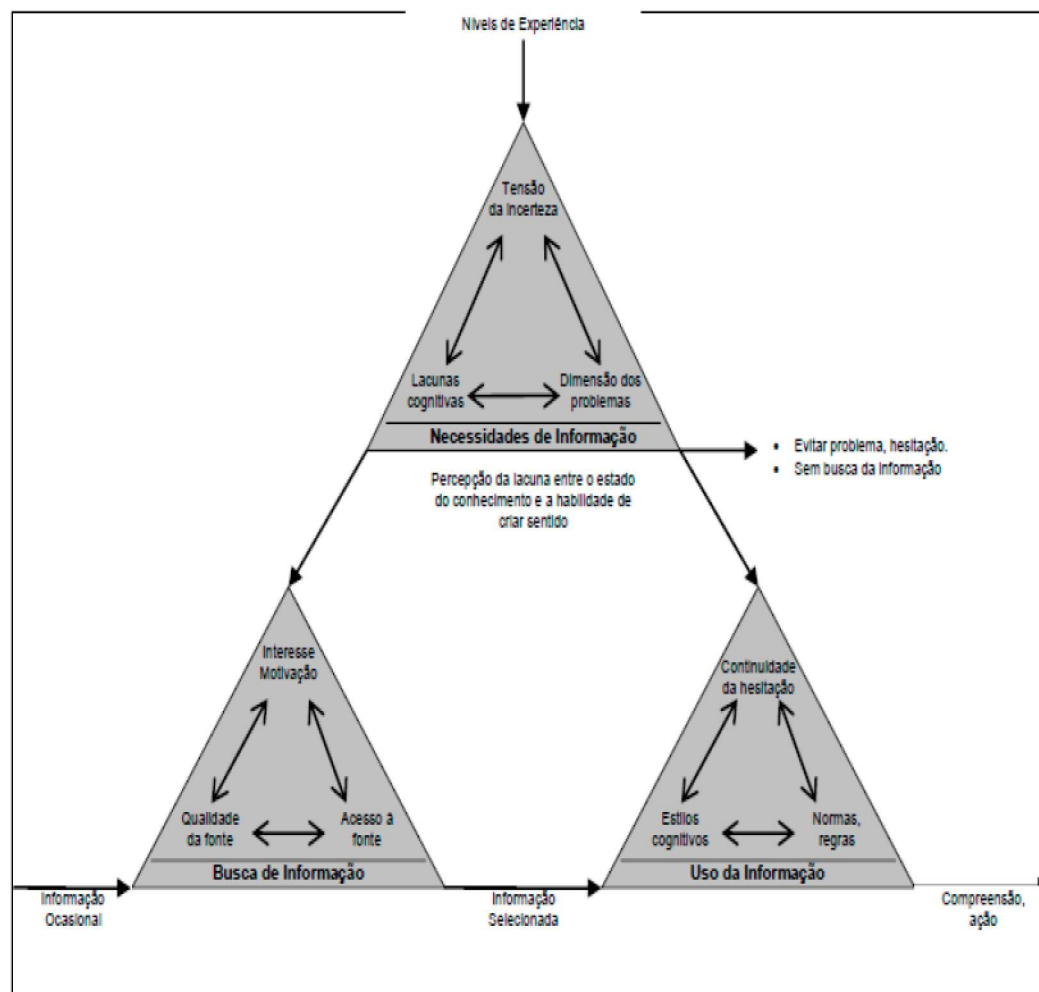 Níveis de Experiência
Tensão
da Incerteza
Lacunas
cognitivas
Dimensão dos
problemas
Necessidades de Informação
• Evitar problema, hesitação.
• Sem busca da Informação
Percepção da lacuna entre o estado
do conhecimento e a habilidade de
criar sentido
Interesse
Motivação
Qualidade
da fonte
Acesso à
fonte
Busca de Informação
Continuidade
da hesitação
Estilos
cognitivos
Normas,
regras
Uso da Informação
Informação
Ocasional
Informação
Selecionada
Compreensão,
ação